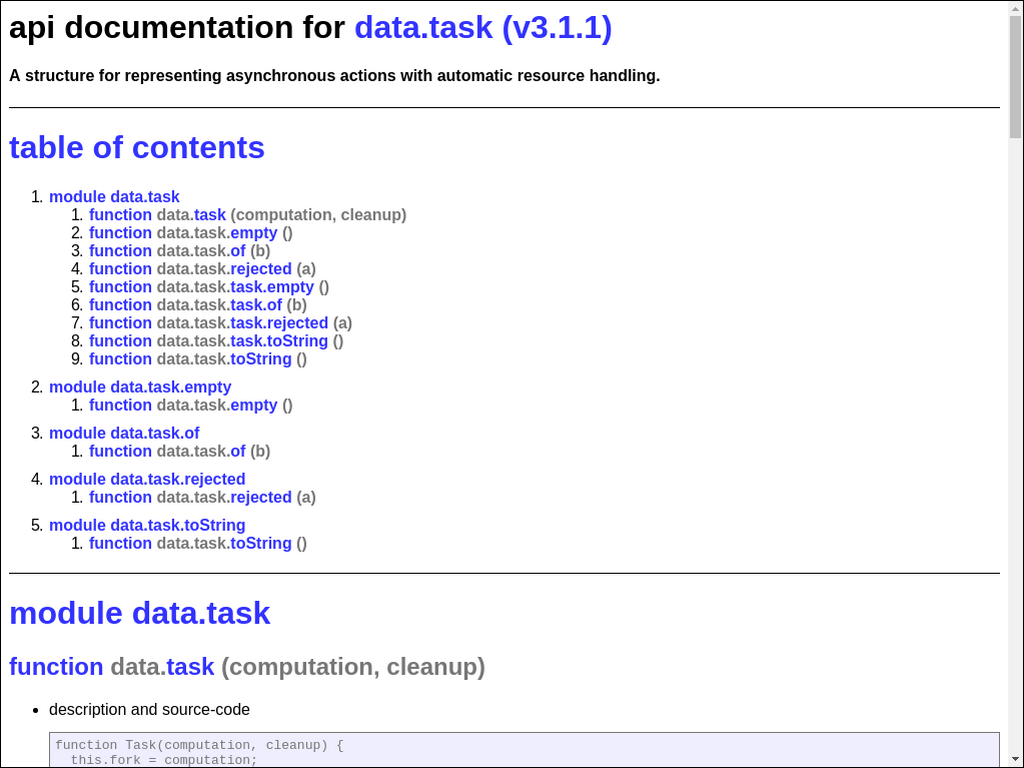 api documentation for data.task (v3.1.1)
A structure for representing asynchronous actions with automatic resource handling.
table of contents
1. module data.task
1. function data.task (computation, cleanup)
2. function data.task.empty ()
3. function data.task.of (b)
4. function data.task.rejected (a)
5. function data.task.task.empty ()
6. function data.task.task.of (b)
7. function data.task.task.rejected (a)
8. function data.task.task.toString ()
9. function data.task.toString ()
2. module data.task.empty
1. function data.task.empty ()
3. module data.task.of
1. function data.task.of (b)
4. module data.task.rejected
1. function data.task.rejected (a)
5. module data.task.toString
1. function data.task.toString ()
module data.task
function data.task (computation, cleanup)
• description and source-code
function Task(computation, cleanup) {
this.fork = computation;